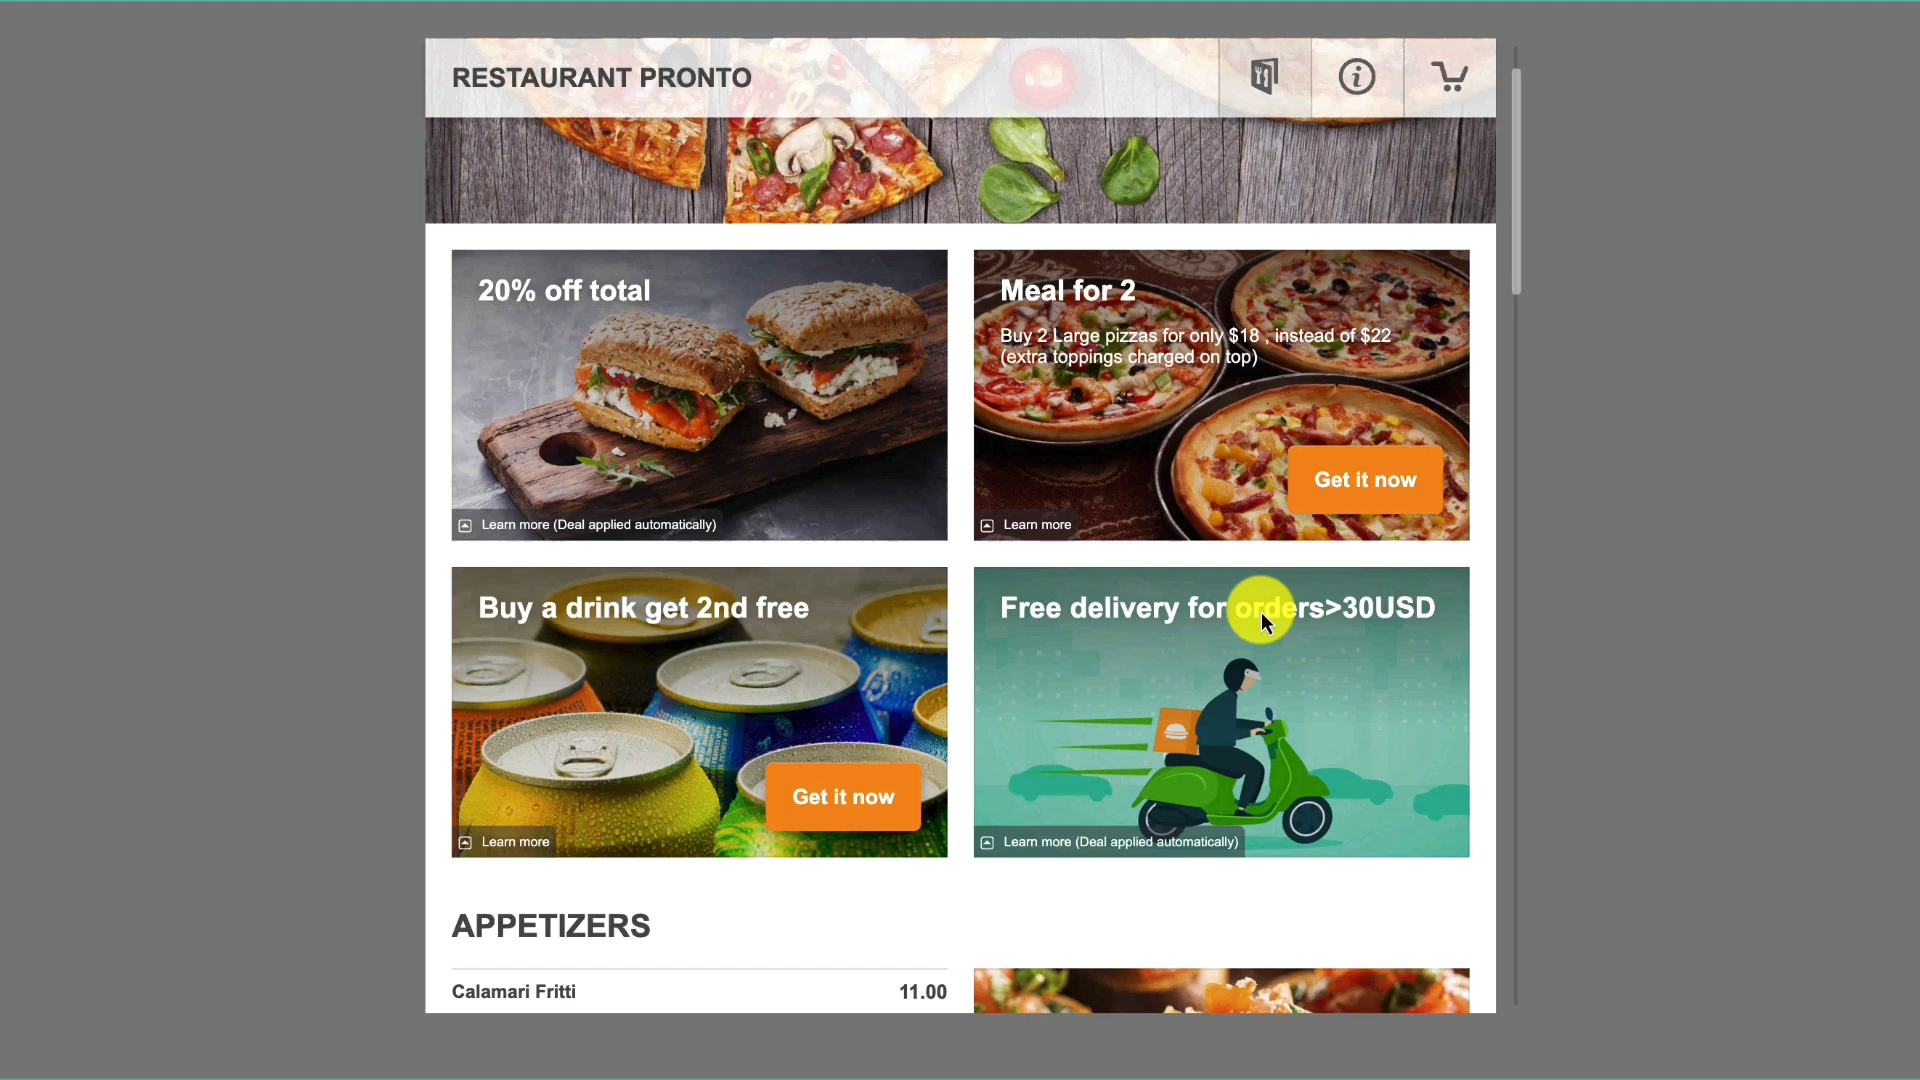 RESTAURANT PRONTO
20% off total
Learn more (Deal applied automatically)
Meal for 2
Buy 2 Large pizzas for only $18 , instead of $22
(extra toppings charged on top)
Get it now
Learn more
Buy a drink get 2nd free
Get it now
Learn more
Free delivery for orders>30USD
Learn more (Deal applied automatically)
APPETIZERS
Calamari Fritti 11.00